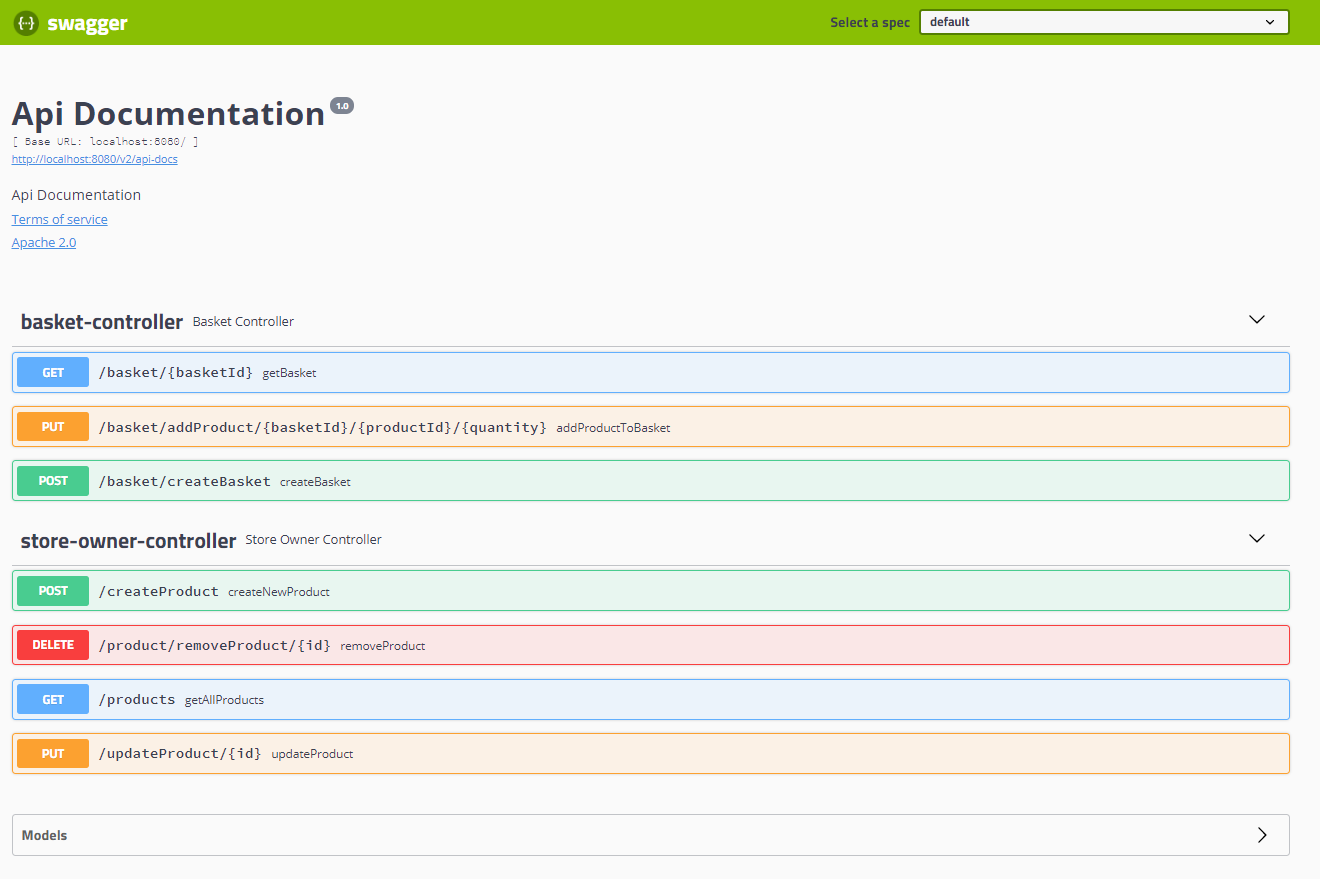 {···} swagger Select a spec default
Api Documentation 1.0
[ Base URL: localhost:8080/ ]
http://localhost:8080/v2/api-docs
Api Documentation
Terms of service
Apache 2.0
basket-controller Basket Controller
GET /basket/{basketId} getBasket
PUT /basket/addProduct/{basketId}/{productId}/{quantity} addProductToBasket
POST /basket/createBasket createBasket
store-owner-controller Store Owner Controller
POST /createProduct createNewProduct
DELETE /product/removeProduct/{id} removeProduct
GET /products getAllProducts
PUT /updateProduct/{id} updateProduct
Models